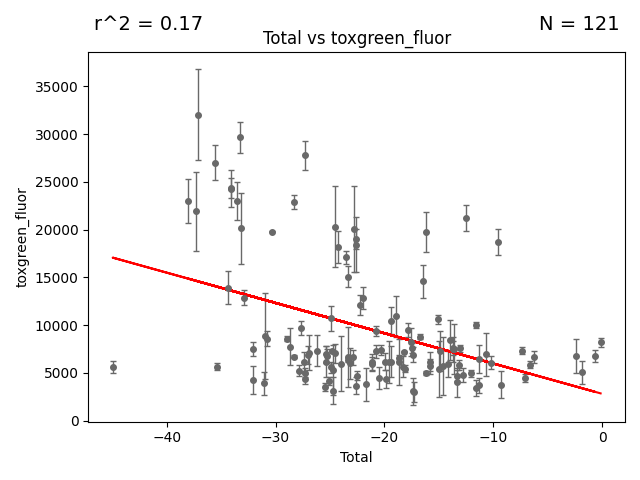 r^2 = 0.17
N = 121
Total vs toxgreen_fluor
toxgreen_fluor
35000
30000
25000
20000
15000
10000
5000
0
−40
−30
−20
−10
0
Total